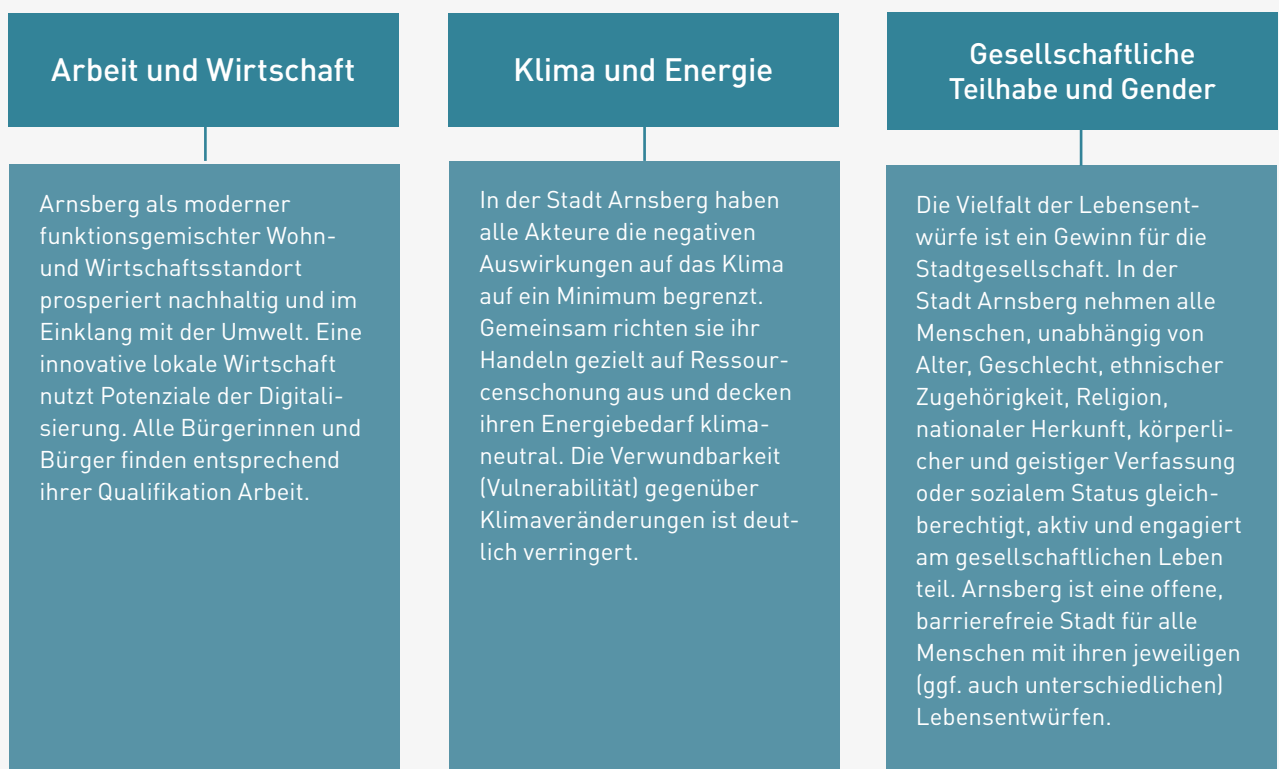 Arbeit und Wirtschaft
Arnsberg als moderner
funktionsgemischter Wohn-
und Wirtschaftsstandort
prosperiert nachhaltig und im
Einklang mit der Umwelt. Eine
innovative lokale Wirtschaft
nutzt Potenziale der Digitali-
sierung. Alle Bürgerinnen und
Bürger finden entsprechend
ihrer Qualifikation Arbeit.
Klima und Energie
In der Stadt Arnsberg haben
alle Akteure die negativen
Auswirkungen auf das Klima
auf ein Minimum begrenzt.
Gemeinsam richten sie ihr
Handeln gezielt auf Ressour-
censchonung aus und decken
ihren Energiebedarf klima-
neutral. Die Verwundbarkeit
(Vulnerabilität) gegenüber
Klimaveränderungen ist deut-
lich verringert.
Gesellschaftliche
Teilhabe und Gender
Die Vielfalt der Lebensent-
würfe ist ein Gewinn für die
Stadtgesellschaft. In der
Stadt Arnsberg nehmen alle
Menschen, unabhängig von
Alter, Geschlecht, ethnischer
Zugehörigkeit, Religion,
nationaler Herkunft, körperli-
cher und geistiger Verfassung
oder sozialem Status gleich-
berechtigt, aktiv und engagiert
am gesellschaftlichen Leben
teil. Arnsberg ist eine offene,
barrierefreie Stadt für alle
Menschen mit ihren jeweiligen
(ggf. auch unterschiedlichen)
Lebensentwürfen.